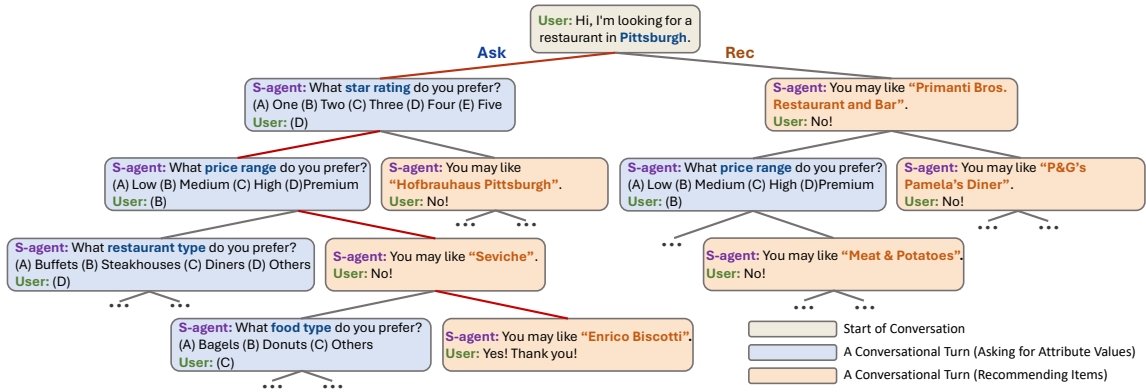 User: Hi, I'm looking for a
restaurant in Pittsburgh.
Ask
Rec
S-agent: What star rating do you prefer?
(A) One (B) Two (C) Three (D) Four (E) Five
User: (D)
S-agent: You may like "Primanti Bros.
Restaurant and Bar".
User: No!
S-agent: What price range do you prefer?
(A) Low (B) Medium (C) High (D)Premium
User: (B)
S-agent: You may like
"Hofbrauhaus Pittsburgh".
User: No!
S-agent: What price range do you prefer?
(A) Low (B) Medium (C) High (D)Premium
User: (B)
S-agent: You may like "P&G's
Pamela's Diner".
User: No!
S-agent: What restaurant type do you prefer?
(A) Buffets (B) Steakhouses (C) Diners (D) Others
User: (D)
S-agent: You may like "Seviche".
User: No!
S-agent: You may like "Meat & Potatoes".
User: No!
S-agent: What food type do you prefer?
(A) Bagels (B) Donuts (C) Others
User: (C)
S-agent: You may like "Enrico Biscotti".
User: Yes! Thank you!
Start of Conversation
A Conversational Turn (Asking for Attribute Values)
A Conversational Turn (Recommending Items)